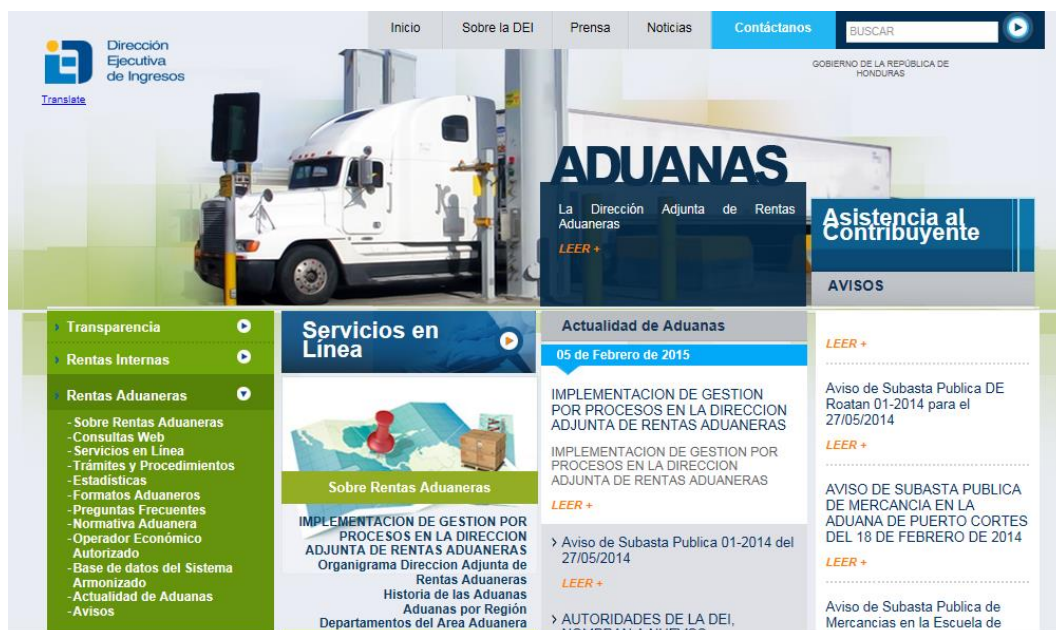 Inicio
Sobre la DEI
Prensa
Noticias
Contáctanos
BUSCAR
Dirección
Ejecutiva
de Ingresos
Translate
GOBIERNO DE LA REPÚBLICA DE
HONDURAS
ADUANAS
La Dirección Adjunta de Rentas
Aduaneras
LEER +
Asistencia al
Contribuyente
AVISOS
Transparencia
Rentas Internas
Rentas Aduaneras
- Sobre Rentas Aduaneras
- Consultas Web
- Servicios en Línea
- Trámites y Procedimientos
- Estadísticas
- Formatos Aduaneros
- Preguntas Frecuentes
- Normativa Aduanera
- Operador Económico
Autorizado
- Base de datos del Sistema
Armonizado
- Actualidad de Aduanas
- Avisos
Servicios en
Línea
Sobre Rentas Aduaneras
IMPLEMENTACION DE GESTION POR
PROCESOS EN LA DIRECCION
ADJUNTA DE RENTAS ADUANERAS
Organigrama Direccion Adjunta de
Rentas Aduaneras
Historia de las Aduanas
Aduanas por Región
Departamentos del Area Aduanera
Actualidad de Aduanas
05 de Febrero de 2015
IMPLEMENTACION DE GESTION
POR PROCESOS EN LA DIRECCION
ADJUNTA DE RENTAS ADUANERAS
IMPLEMENTACION DE GESTION POR
PROCESOS EN LA DIRECCION
ADJUNTA DE RENTAS ADUANERAS
LEER +
> Aviso de Subasta Publica 01-2014 del
27/05/2014
LEER +
> AUTORIDADES DE LA DEI,
LEER +
Aviso de Subasta Publica DE
Roatan 01-2014 para el
27/05/2014
LEER +
AVISO DE SUBASTA PUBLICA
DE MERCANCIA EN LA
ADUANA DE PUERTO CORTES
DEL 18 DE FEBRERO DE 2014
LEER +
Aviso de Subasta Publica de
Mercancias en la Escuela de